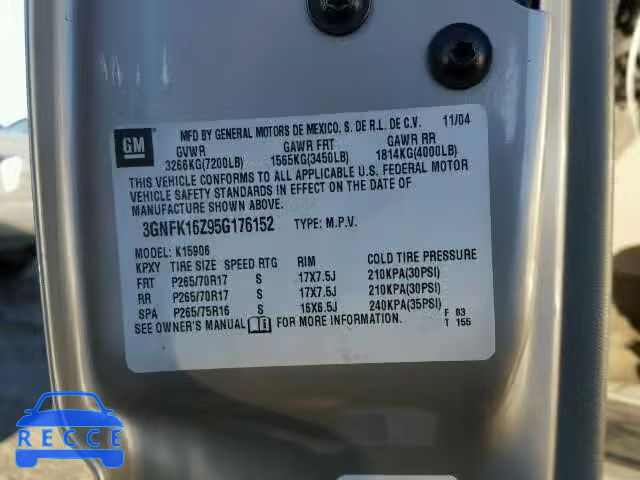 MFD BY GENERAL MOTORS DE MEXICO, S. DE R.L. DE C.V. 11/04
GM
GVWR GAWR FRT GAWR RR
3266KG(7200LB) 1565KG(3450LB) 1814KG(4000LB)
THIS VEHICLE CONFORMS TO ALL APPLICABLE U.S. FEDERAL MOTOR
VEHICLE SAFETY STANDARDS IN EFFECT ON THE DATE OF
MANUFACTURE SHOWN ABOVE.
3GNFK16Z95G176152 TYPE: M.P.V.
MODEL: K15906
KPXY TIRE SIZE SPEED RTG RIM COLD TIRE PRESSURE
FRT P265/70R17 S 17X7.5J 210KPA(30PSI)
RR P265/70R17 S 17X7.5J 210KPA(30PSI)
SPA P265/75R16 S 16X6.5J 240KPA(35PSI) F 83
SEE OWNER'S MANUAL FOR MORE INFORMATION. T 155
RECCE